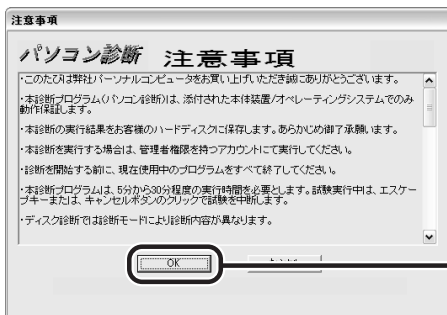 注意事項
パソコン診断 注意事項
・このたびは弊社パーソナルコンピュータをお買い上げいただき誠にありがとうございます。
・本診断プログラム(パソコン診断)は、添付された本体装置/オペレーティングシステムでのみ
動作保証します。
・本診断の実行結果をお客様のハードディスクに保存します。あらかじめ御了承願います。
・本診断を実行する場合は、管理者権限を持つアカウントにて実行してください。
・診断を開始する前に、現在使用中のプログラムをすべて終了してください。
・本診断プログラムは、5分から30分程度の実行時間を必要とします。試験実行中は、エスケー
プキーまたは、キャンセルボタンのクリックで試験を中断します。
・ディスク診断では診断モードにより診断内容が異なります。
OK